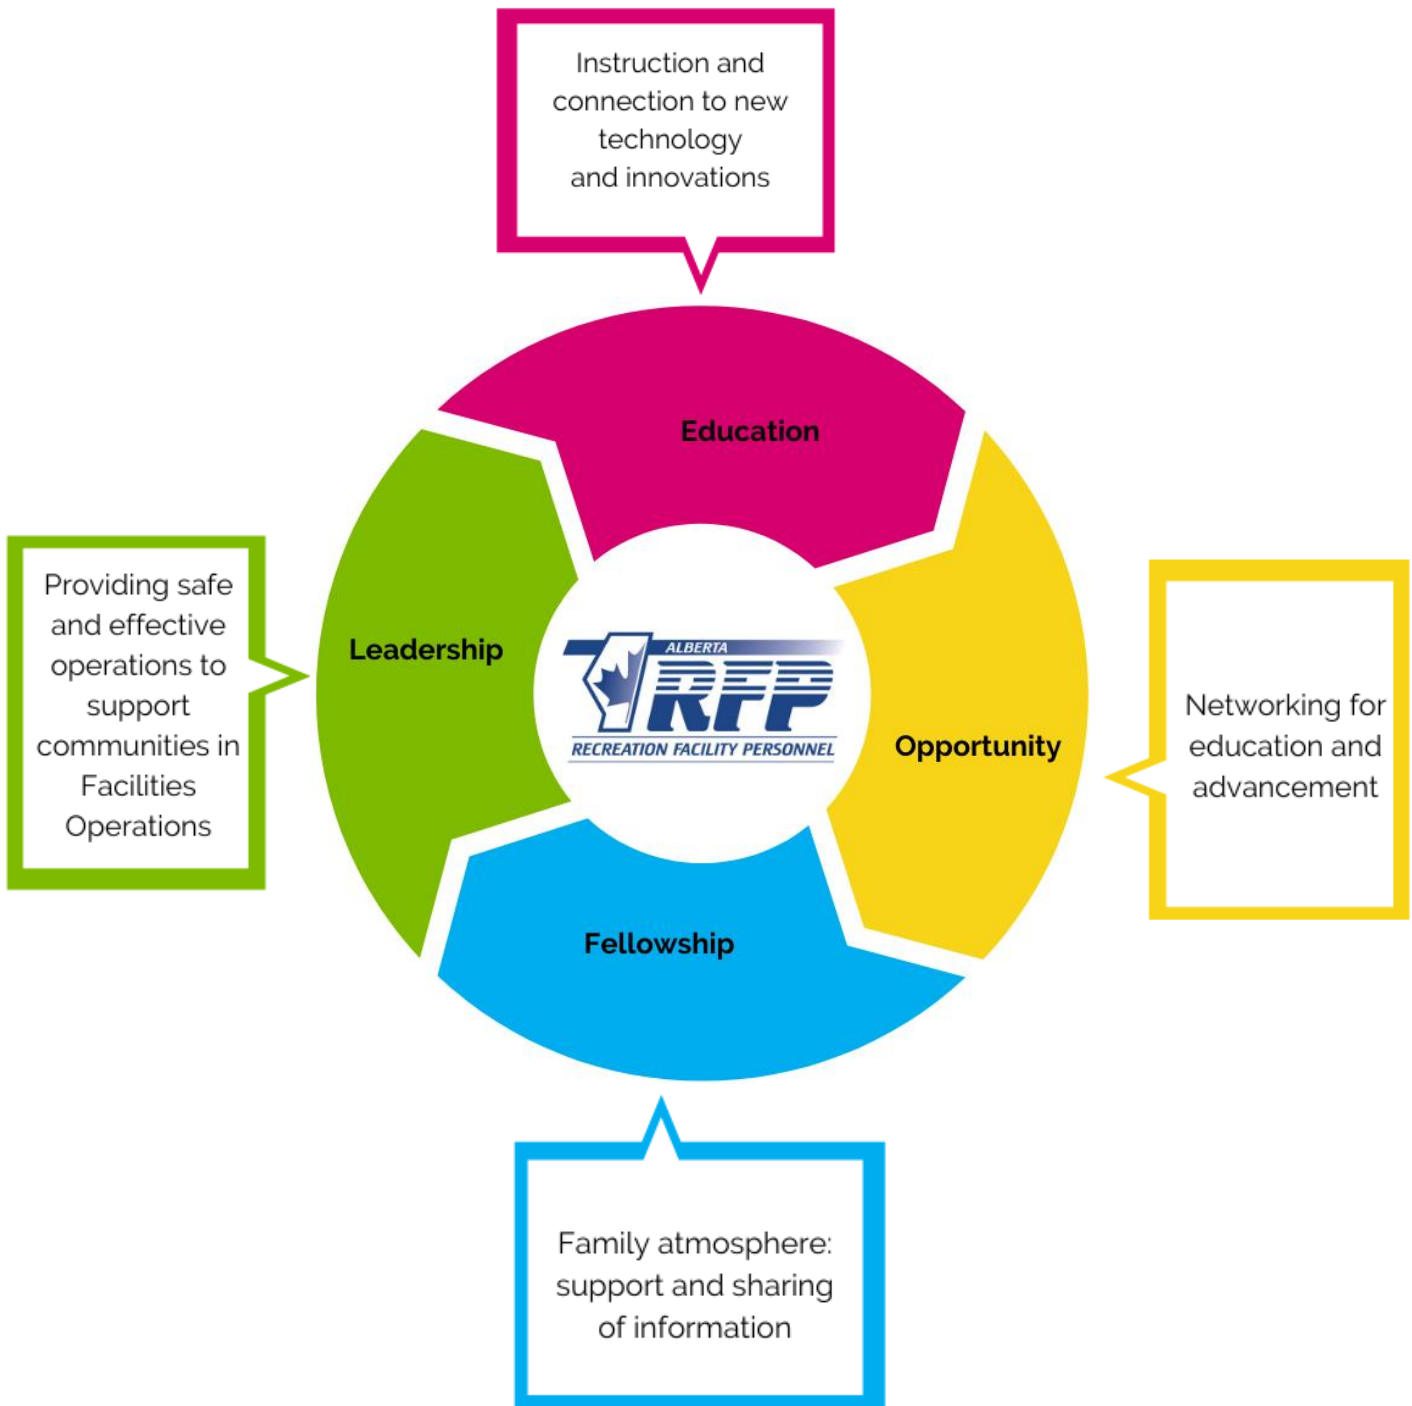 Instruction and
connection to new
technology
and innovations
Education
Leadership
Providing safe
and effective
operations to
support
communities in
Facilities
Operations
ALBERTA
RFP
RECREATION FACILITY PERSONNEL
Opportunity
Networking for
education and
advancement
Fellowship
Family atmosphere:
support and sharing
of information